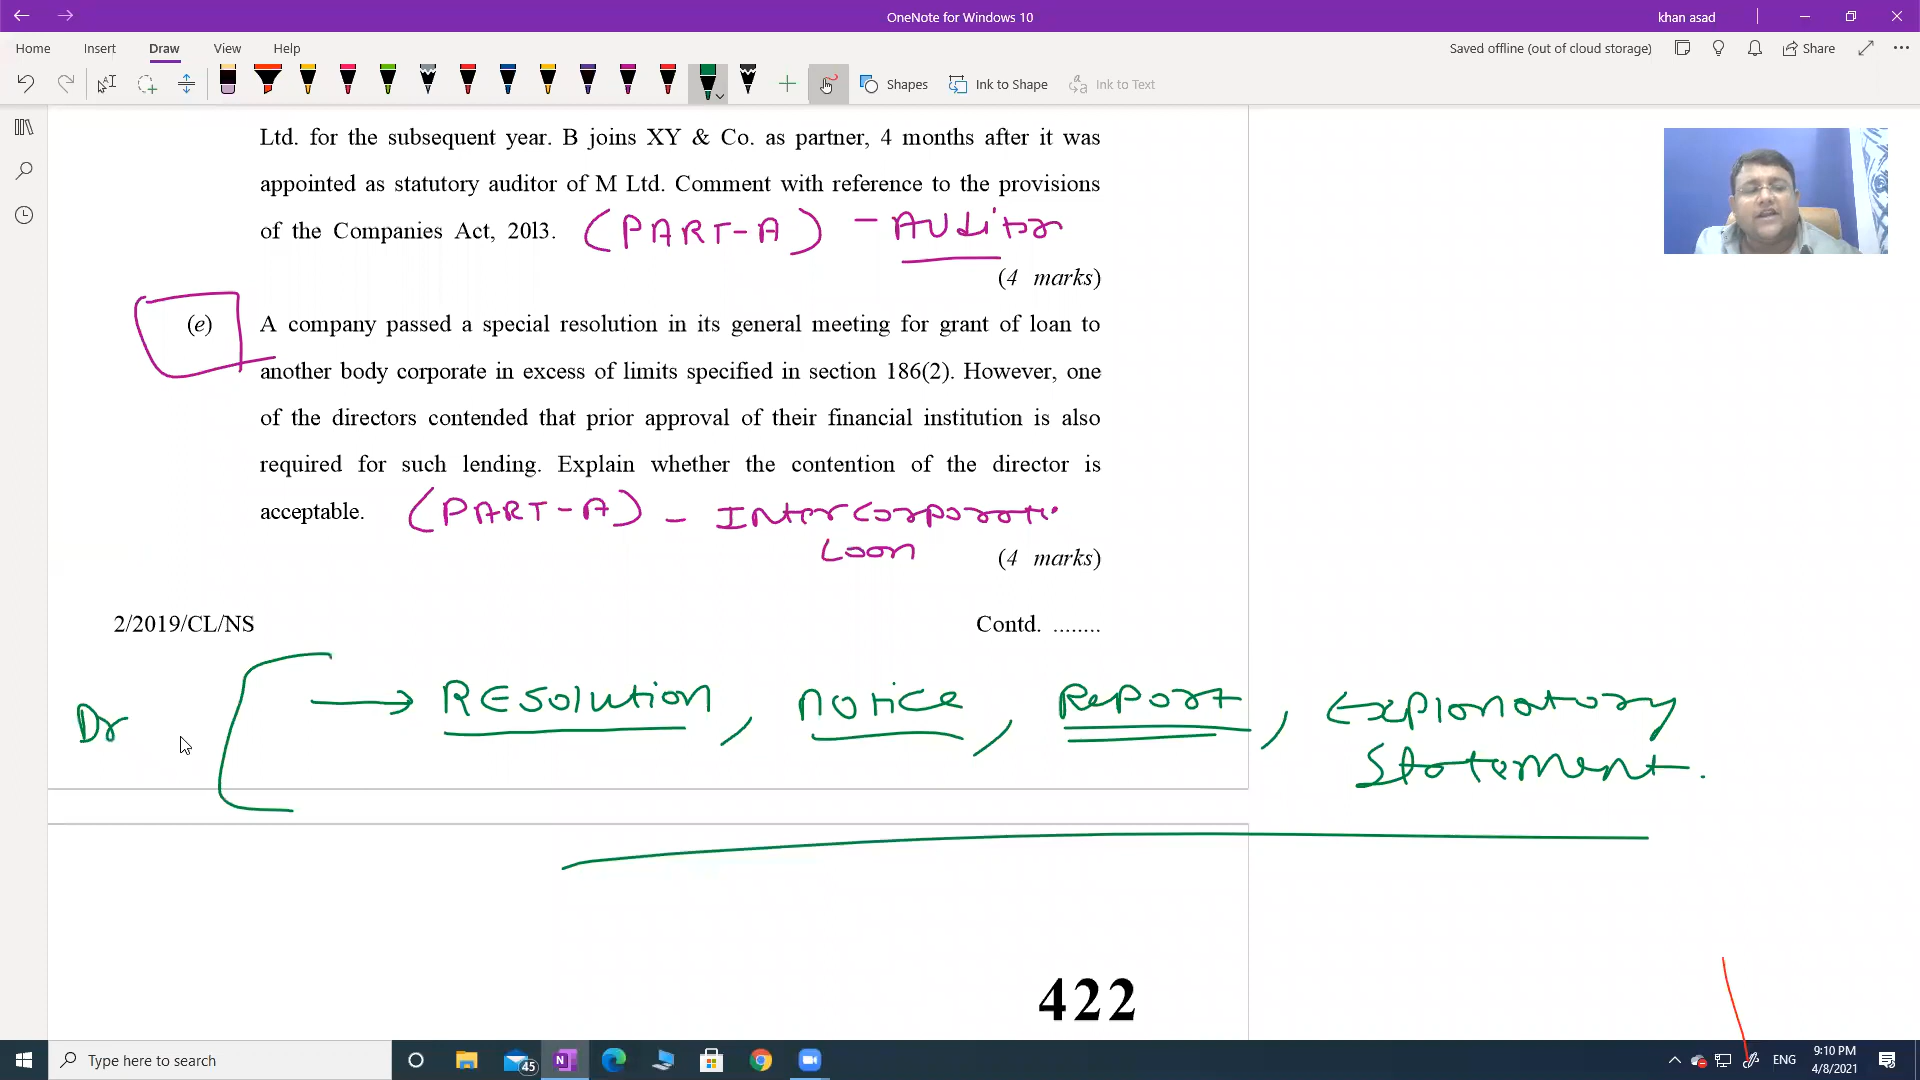 OneNote for Windows 10
khan asad
Home Insert Draw View Help
Saved offline (out of cloud storage)
Share
Shapes
Ink to Shape
Ink to Text
Ltd. for the subsequent year. B joins XY & Co. as partner, 4 months after it was
appointed as statutory auditor of M Ltd. Comment with reference to the provisions
of the Companies Act, 20l3. (PART-A) - Auditor
(4 marks)
(e) A company passed a special resolution in its general meeting for grant of loan to
another body corporate in excess of limits specified in section 186(2). However, one
of the directors contended that prior approval of their financial institution is also
required for such lending. Explain whether the contention of the director is
acceptable. (PART-A) - Inter corporate
Loan
(4 marks)
2/2019/CL/NS
Contd. ........
Dr → RESolution, notice, Report, Explanatory
Statement.
422
Type here to search
45
ENG
9:10 PM
4/8/2021